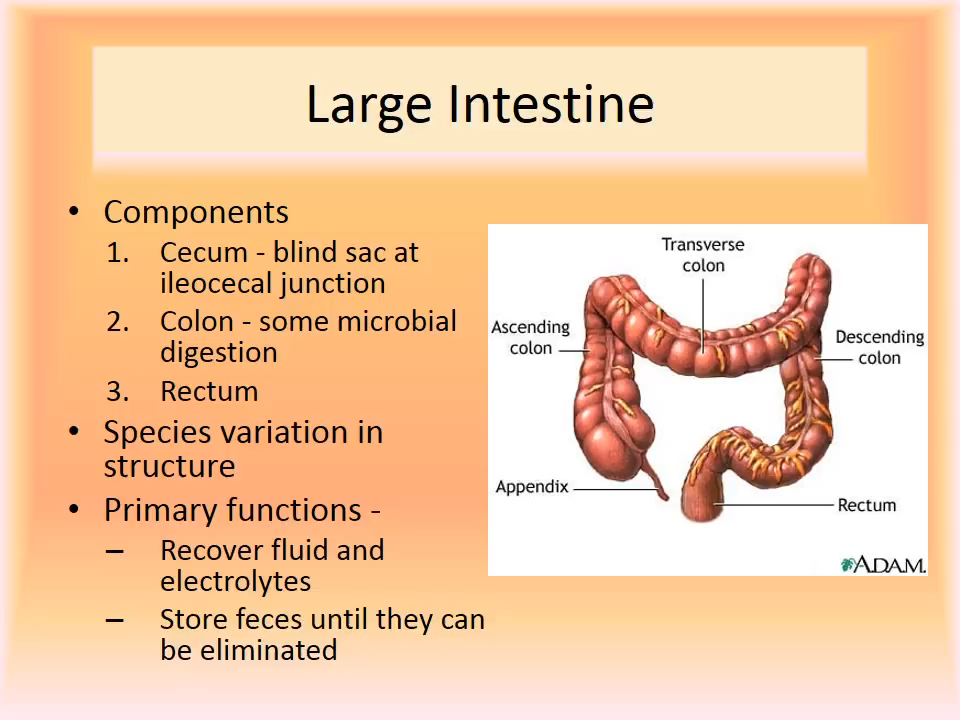 Large Intestine
• Components
1. Cecum - blind sac at
ileocecal junction
2. Colon - some microbial
digestion
3. Rectum
• Species variation in
structure
• Primary functions -
– Recover fluid and
electrolytes
– Store feces until they can
be eliminated
Transverse
colon
Ascending
colon
Descending
colon
Appendix
Rectum
A.D.A.M.